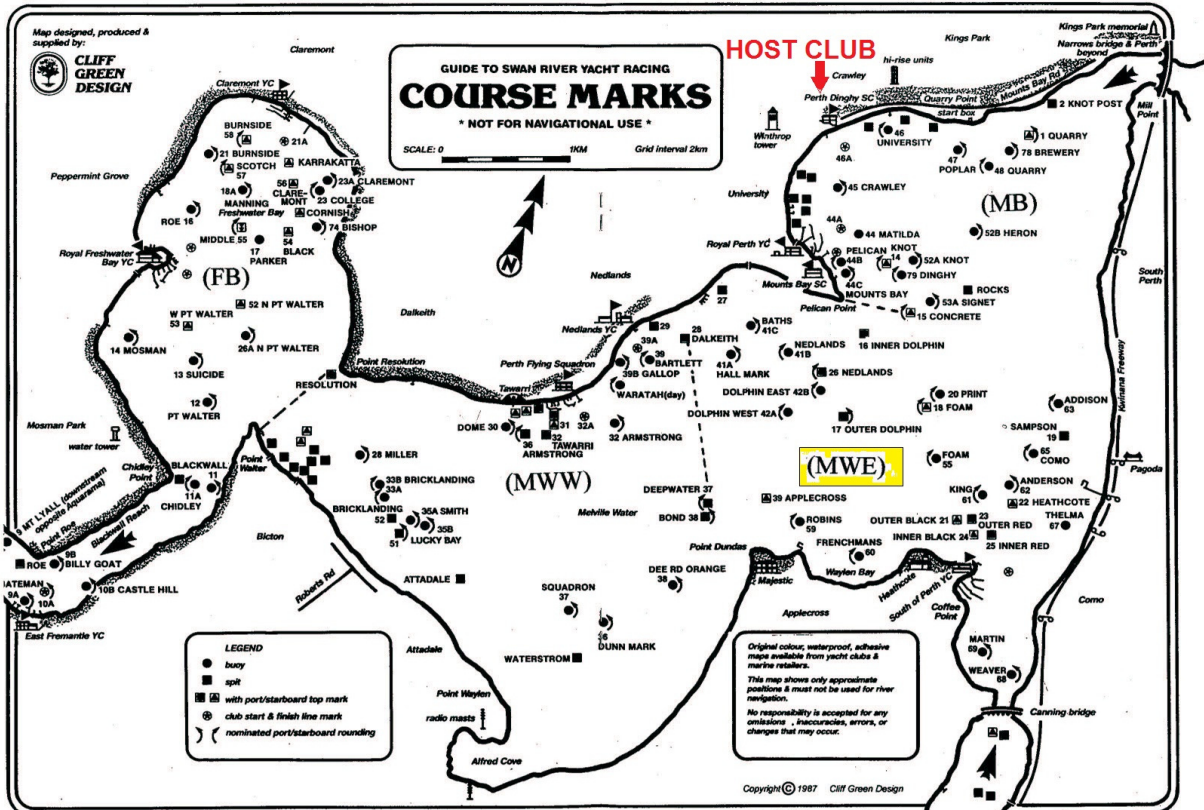 Map designed, produced &
supplied by:
CLIFF
GREEN
DESIGN
GUIDE TO SWAN RIVER YACHT RACING
COURSE MARKS
* NOT FOR NAVIGATIONAL USE *
SCALE: 0 1KM Grid interval 2km
N
HOST CLUB
Claremont
Claremont YC
BURNSIDE
58
21A
21 BURNSIDE
SCOTCH
57
KARRAKATTA
23A CLAREMONT
56
CLARE-
MONT
23 COLLEGE
18A
MANNING
Freshwater Bay
CORNISH
ROE 16
MIDDLE 55
74 BISHOP
54
BLACK
17
PARKER
Peppermint Grove
Royal Freshwater
Bay YC
(FB)
52 N PT WALTER
W PT WALTER
53
14 MOSMAN
26A N PT WALTER
13 SUICIDE
12
PT WALTER
RESOLUTION
Point Resolution
Dalkeith
Mosman Park
water tower
Chidley
Point
BLACKWALL
11
11A
CHIDLEY
Point
Walter
9 MT LYALL (downstream
opposite Aquarama)
Point Roe
Blackwall Reach
ROE
9B
BILLY GOAT
9A
10A
10B CASTLE HILL
East Fremantle YC
Bicton
Roberts Rd
Attadale
Kings Park
Kings Park memorial
Narrows bridge & Perth
beyond
hi-rise units
Crawley
Perth Dinghy SC
Quarry Point
start box
Mounts Bay Rd
2 KNOT POST
Mill
Point
Winthrop
tower
46
UNIVERSITY
46A
1 QUARRY
47
POPLAR
78 BREWERY
48 QUARRY
45 CRAWLEY
University
(MB)
44A
44 MATILDA
52B HERON
Royal Perth YC
PELICAN
44B
KNOT
14
52A KNOT
79 DINGHY
44C
MOUNTS BAY
Mounts Bay SC
Pelican Point
ROCKS
53A SIGNET
15 CONCRETE
South
Perth
Nedlands
Nedlands YC
27
29
39A
28
DALKEITH
BATHS
41C
39
BARTLETT
39B GALLOP
41A
HALL MARK
NEDLANDS
41B
16 INNER DOLPHIN
26 NEDLANDS
Perth Flying Squadron
Tawarri
WARATAH(day)
DOLPHIN EAST 42B
DOLPHIN WEST 42A
20 PRINT
18 FOAM
17 OUTER DOLPHIN
ADDISON
63
DOME 30
36
32
31
TAWARRI
ARMSTRONG
32A
32 ARMSTRONG
SAMPSON
19
Kwinana Freeway
Pagoda
28 MILLER
(MWW)
(MWE)
FOAM
55
65
COMO
33B BRICKLANDING
33A
BRICKLANDING
52
35A SMITH
51
35B
LUCKY BAY
DEEPWATER 37
Melville Water
BOND 38
39 APPLECROSS
KING
61
ANDERSON
62
22 HEATHCOTE
ROBINS
59
OUTER BLACK 21
23
OUTER RED
INNER BLACK 24
25 INNER RED
THELMA
67
FRENCHMANS
60
Point Dundas
Majestic
Waylen Bay
Heathcote
South of Perth YC
Coffee
Point
Como
Applecross
ATTADALE
SQUADRON
37
DEE RD ORANGE
38
6
DUNN MARK
WATERSTROM
Point Waylen
radio masts
Alfred Cove
MARTIN
69
WEAVER
68
Canning bridge
LEGEND
buoy
spit
with port/starboard top mark
club start & finish line mark
nominated port/starboard rounding
Original colour, waterproof, adhesive
maps available from yacht clubs &
marine retailers.
This map shows only approximate
positions & must not be used for river
navigation.
No responsibility is accepted for any
omissions , inaccuracies, errors, or
changes that may occur.
Copyright © 1987 Cliff Green Design